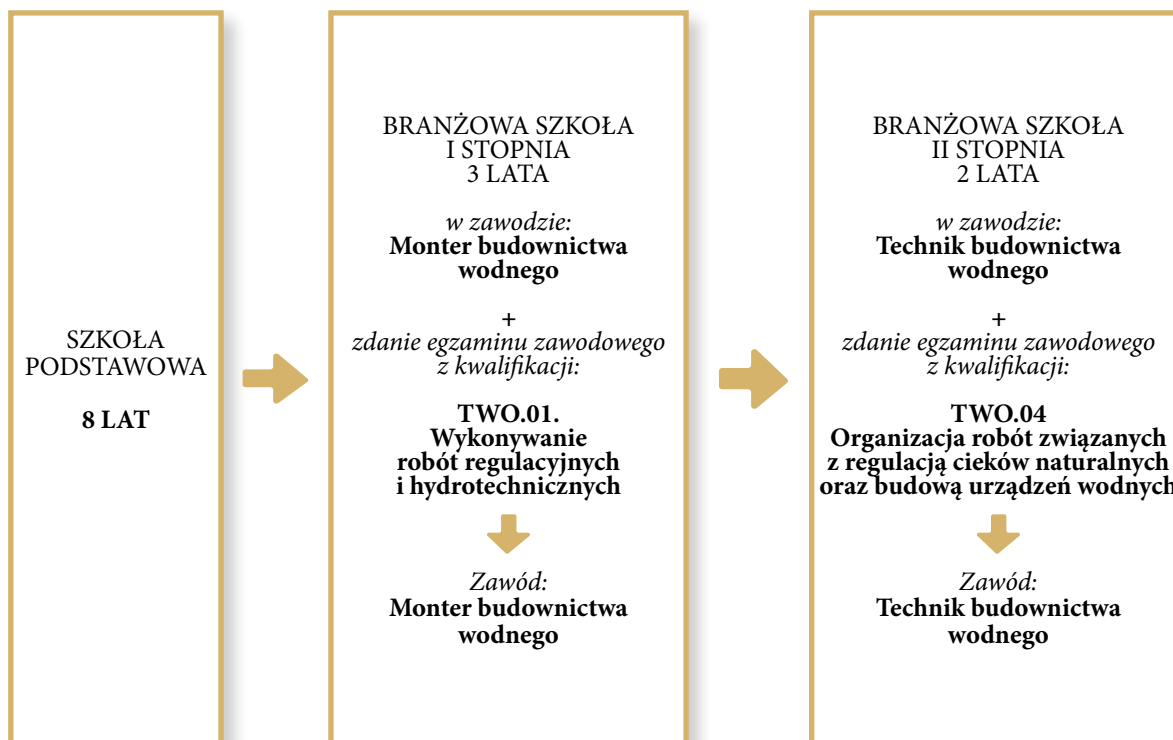 SZKOŁA
PODSTAWOWA
8 LAT
BRANŻOWA SZKOŁA
I STOPNIA
3 LATA
w zawodzie:
Monter budownictwa
wodnego
+
zdanie egzaminu zawodowego
z kwalifikacji:
TWO.01.
Wykonywanie
robót regulacyjnych
i hydrotechnicznych
Zawód:
Monter budownictwa
wodnego
BRANŻOWA SZKOŁA
II STOPNIA
2 LATA
w zawodzie:
Technik budownictwa
wodnego
+
zdanie egzaminu zawodowego
z kwalifikacji:
TWO.04
Organizacja robót związanych
z regulacją cieków naturalnych
oraz budową urządzeń wodnych
Zawód:
Technik budownictwa
wodnego